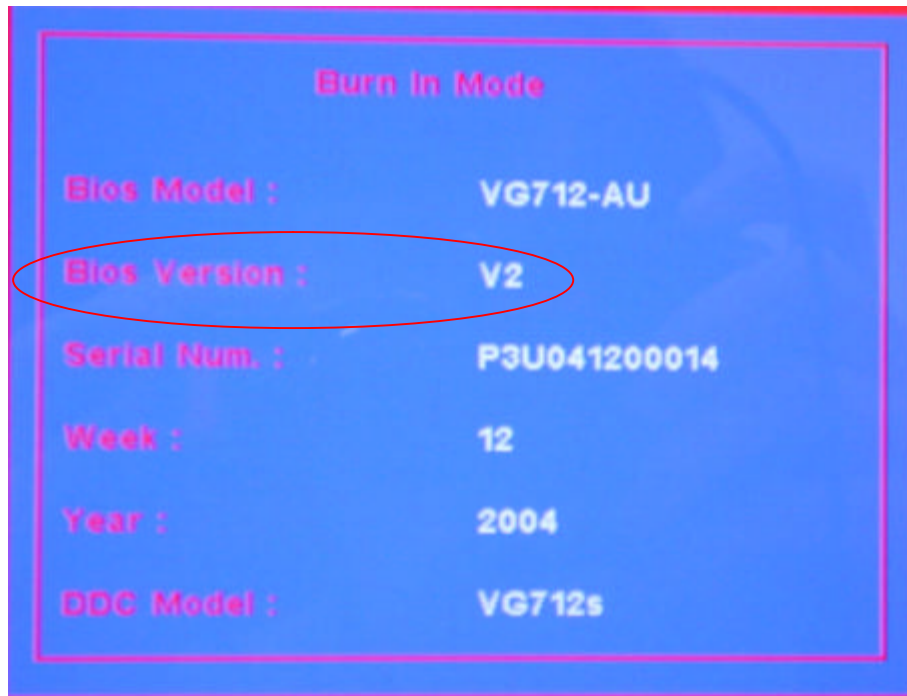 Burn In Mode
Bios Model : VG712-AU
Bios Version : V2
Serial Num. : P3U041200014
Week : 12
Year : 2004
DDC Model : VG712s